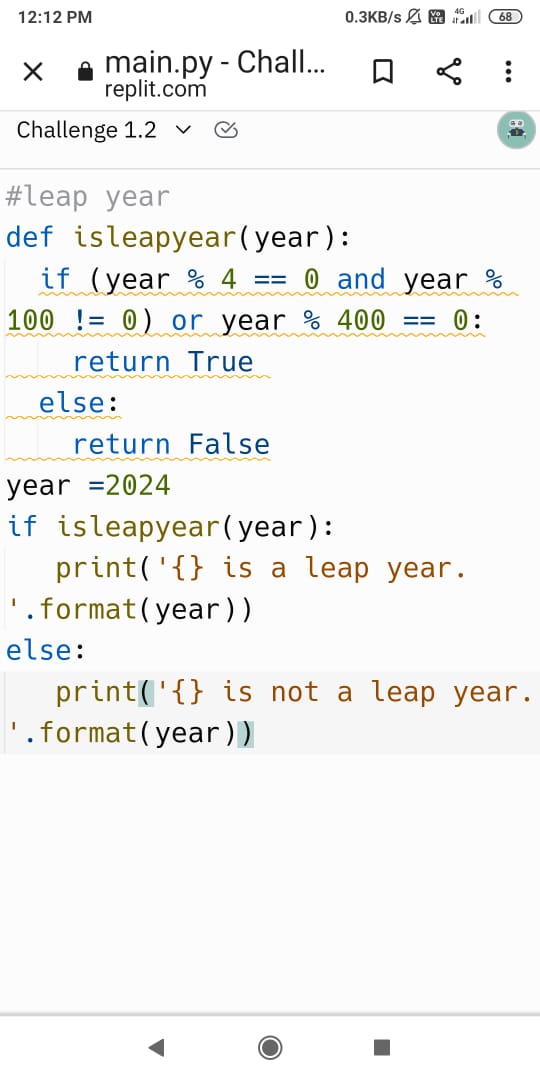 12:12 PM
0.3KB/s Vo LTE 4G 68
main.py - Chall...
replit.com
Challenge 1.2
#leap year
def isleapyear(year):
  if (year % 4 == 0 and year %
100 != 0) or year % 400 == 0:
    return True
  else:
    return False
year =2024
if isleapyear(year):
   print('{} is a leap year.
'.format(year))
else:
   print('{} is not a leap year.
'.format(year))